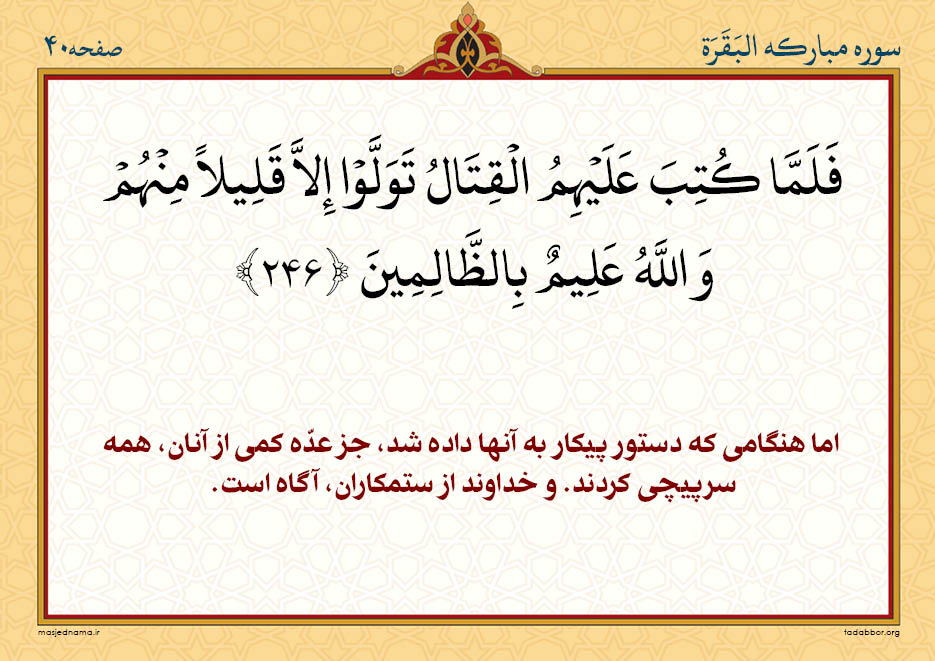 سوره مبارکه البَقَرَة
صفحه۴۰
فَلَمَّا كُتِبَ عَلَيْهِمُ الْقِتَالُ تَوَلَّوْا إِلاَّ قَلِيلاً مِنْهُمْ
وَ اللَّهُ عَلِيمٌ بِالظَّالِمِينَ ﴿۲۴۶﴾
اما هنگامی که دستور پیکار به آنها داده شد، جز عدّه کمی از آنان، همه
سرپیچی کردند. و خداوند از ستمکاران، آگاه است.
masjednama.ir
tadabbor.org